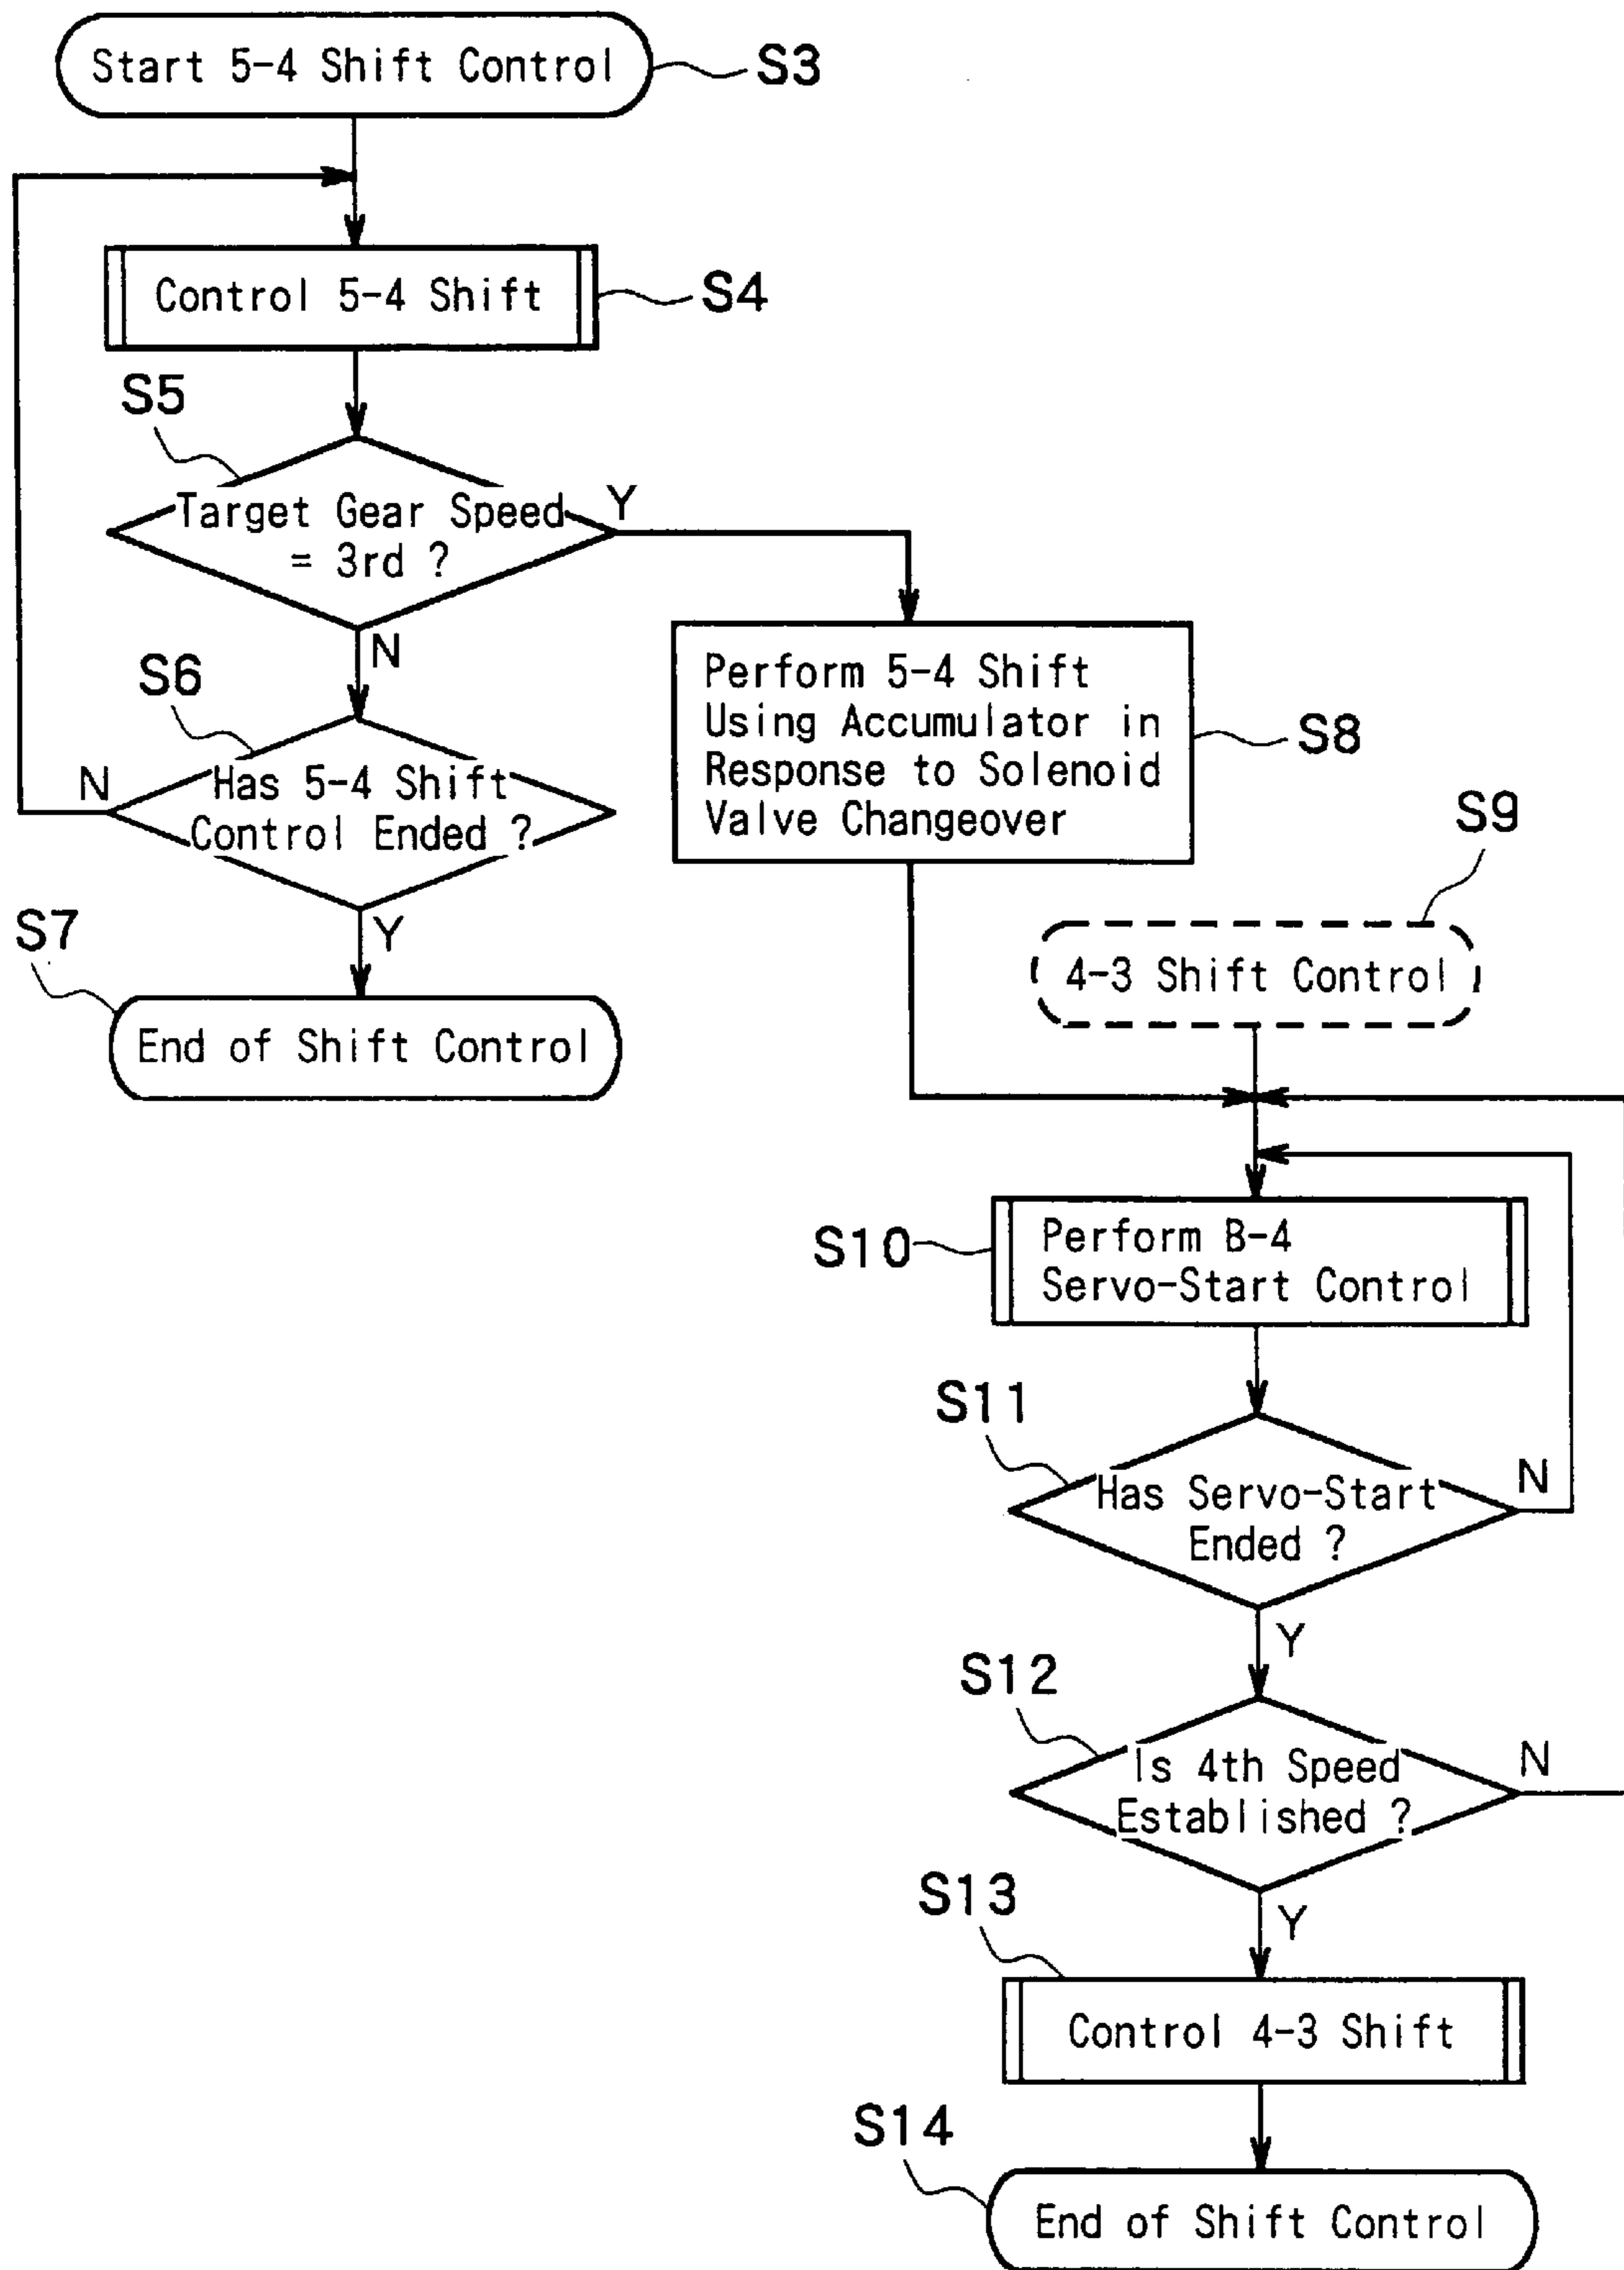 Start 5-4 Shift Control
S3
Control 5-4 Shift
S4
S5
Target Gear Speed
= 3rd ?
Y
N
S6
Has 5-4 Shift
Control Ended ?
N
Y
S7
End of Shift Control
Perform 5-4 Shift
Using Accumulator in
Response to Solenoid
Valve Changeover
S8
S9
4-3 Shift Control
S10
Perform B-4
Servo-Start Control
S11
Has Servo-Start
Ended ?
N
Y
S12
Is 4th Speed
Established ?
N
Y
S13
Control 4-3 Shift
S14
End of Shift Control